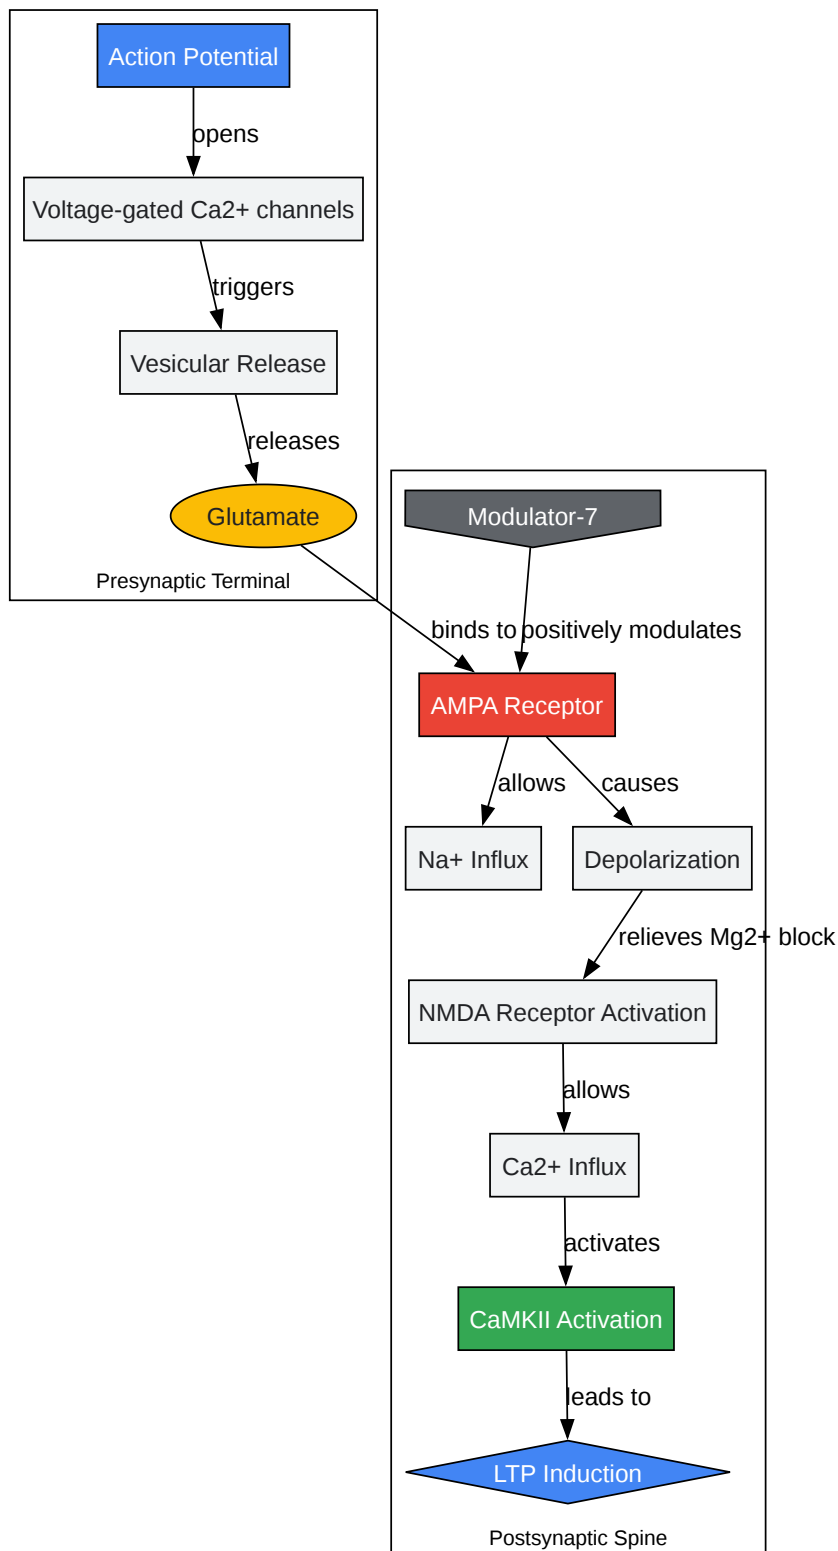 Action Potential
opens
Voltage-gated Ca2+ channels
triggers
Vesicular Release
releases
Glutamate
Presynaptic Terminal
Modulator-7
binds to
positively modulates
AMPA Receptor
allows
causes
Na+ Influx
Depolarization
relieves Mg2+ block
NMDA Receptor Activation
allows
Ca2+ Influx
activates
CaMKII Activation
leads to
LTP Induction
Postsynaptic Spine